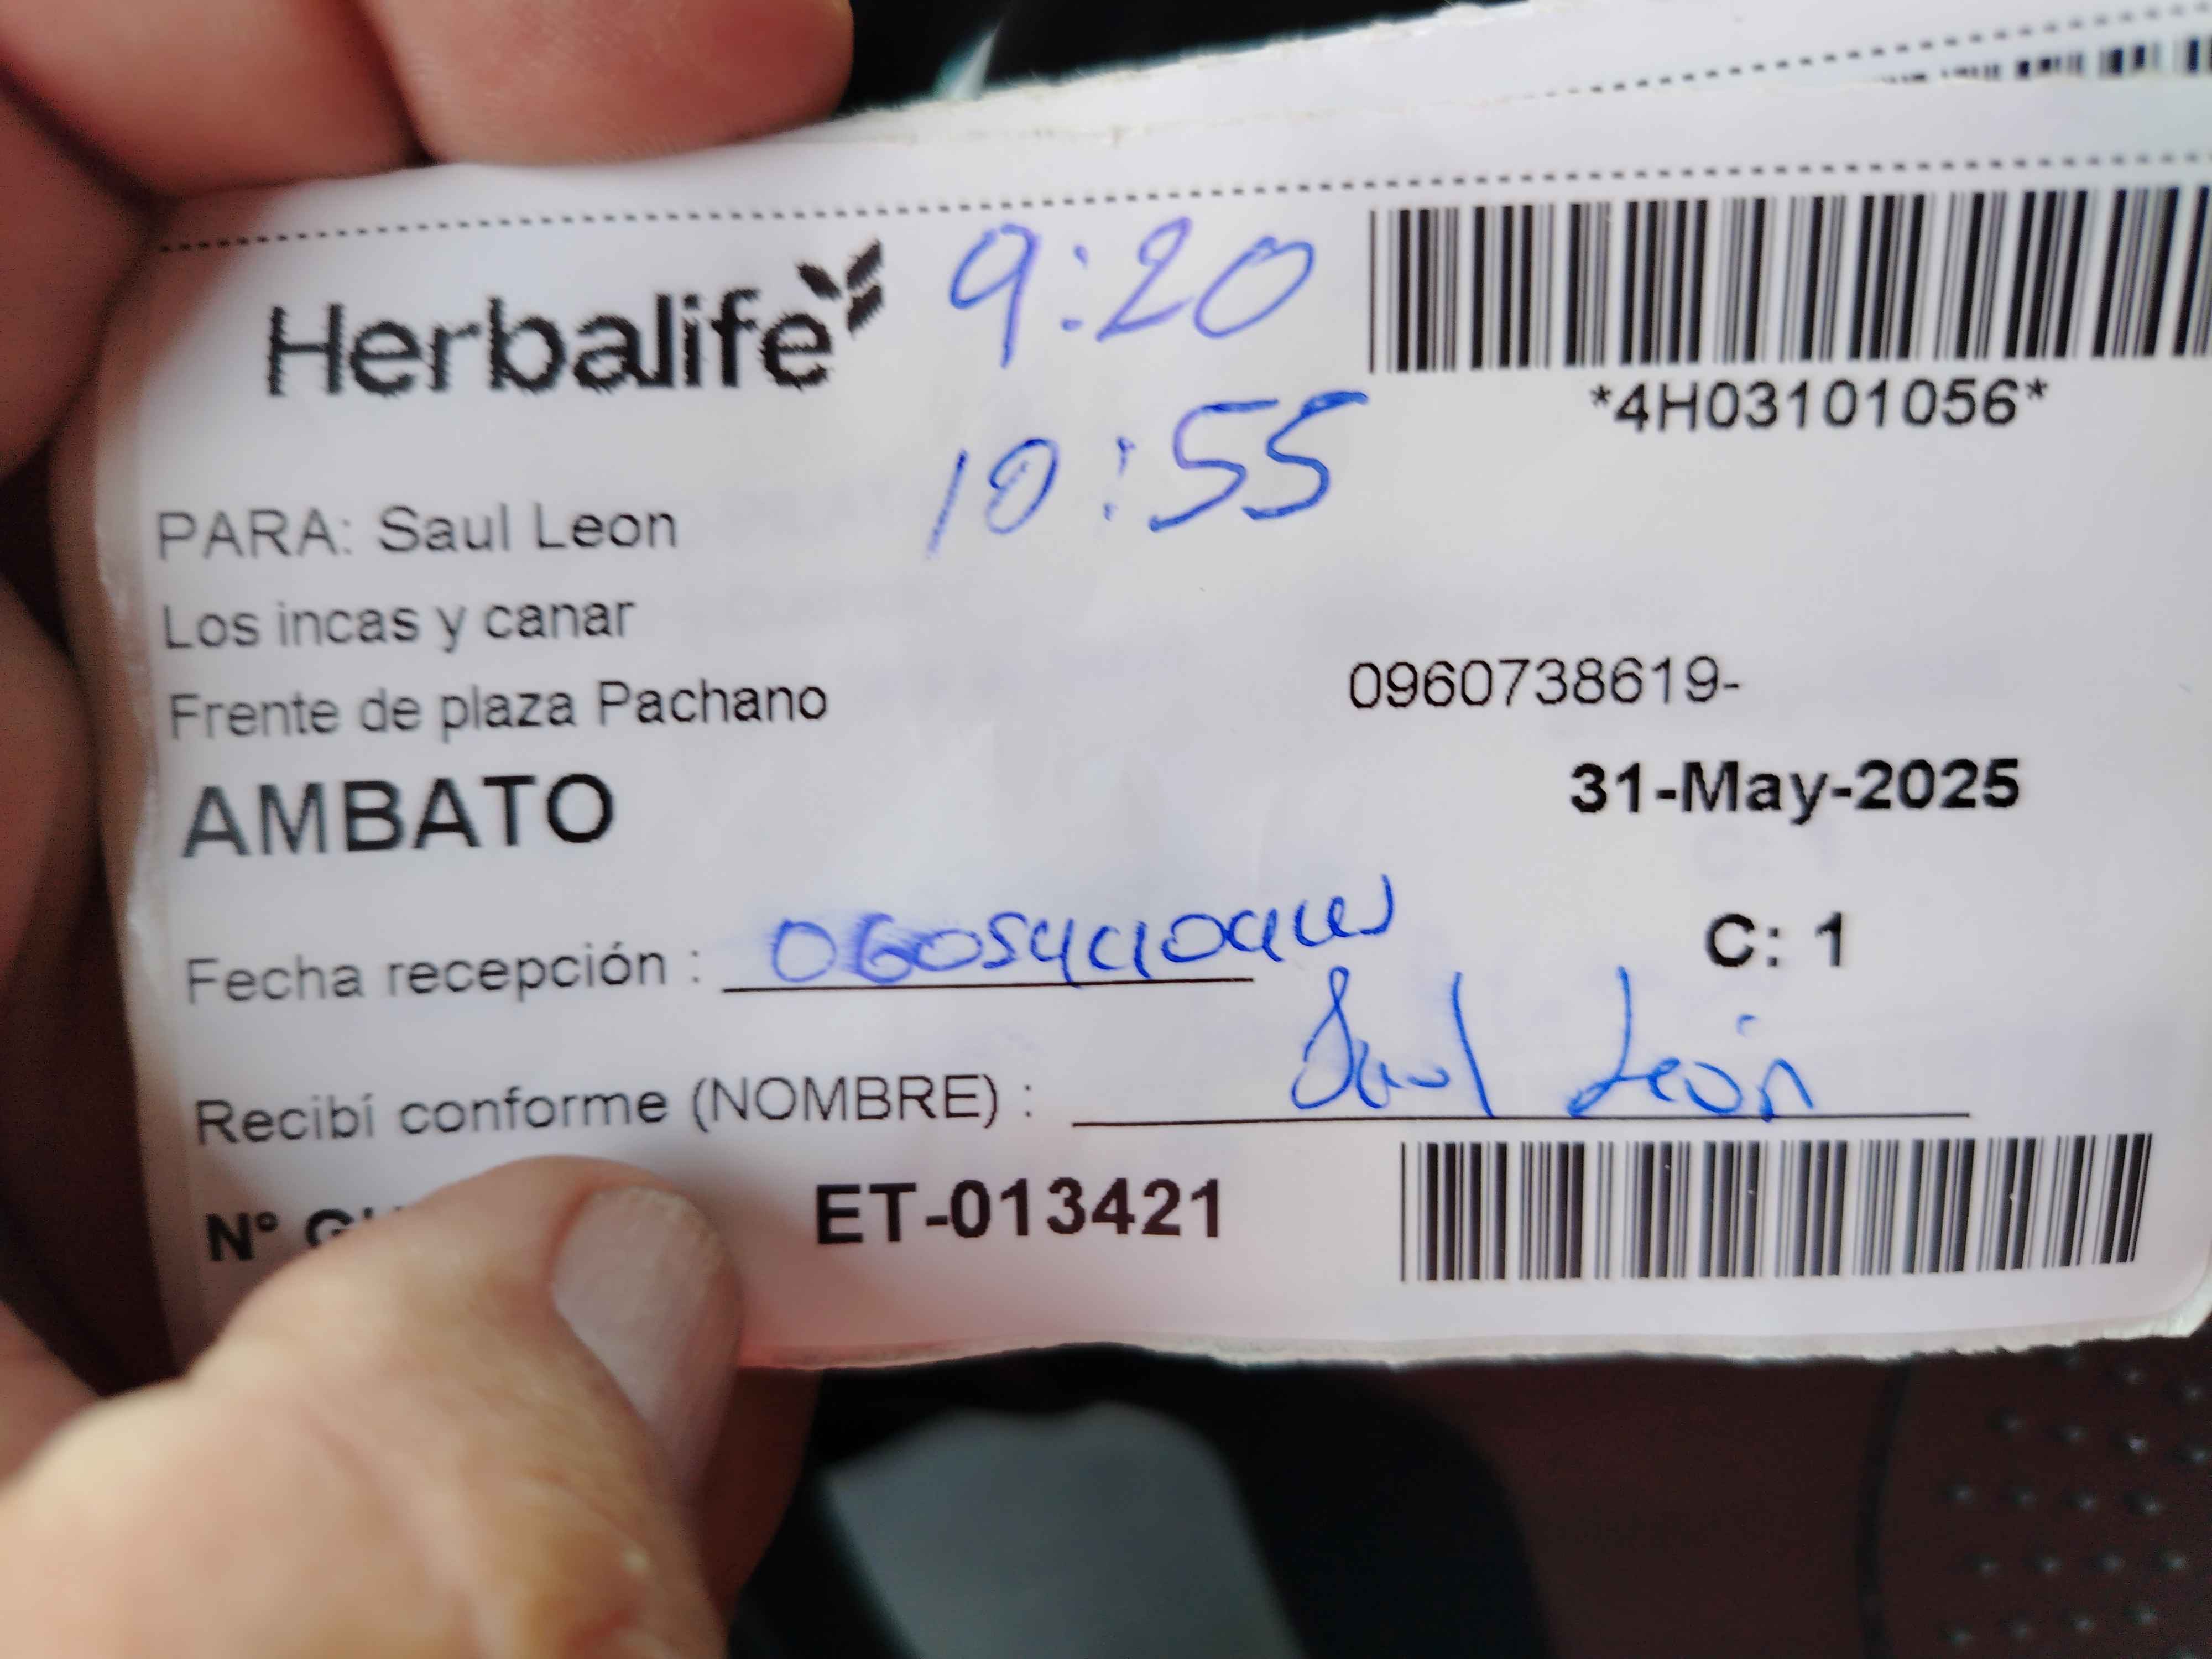 Herbalife
9:20
10:55
*4H03101056*
PARA: Saul Leon
Los incas y canar
Frente de plaza Pachano
0960738619-
AMBATO
31-May-2025
Fecha recepción :
C: 1
Recibí conforme (NOMBRE) : Saul León
N°
ET-013421